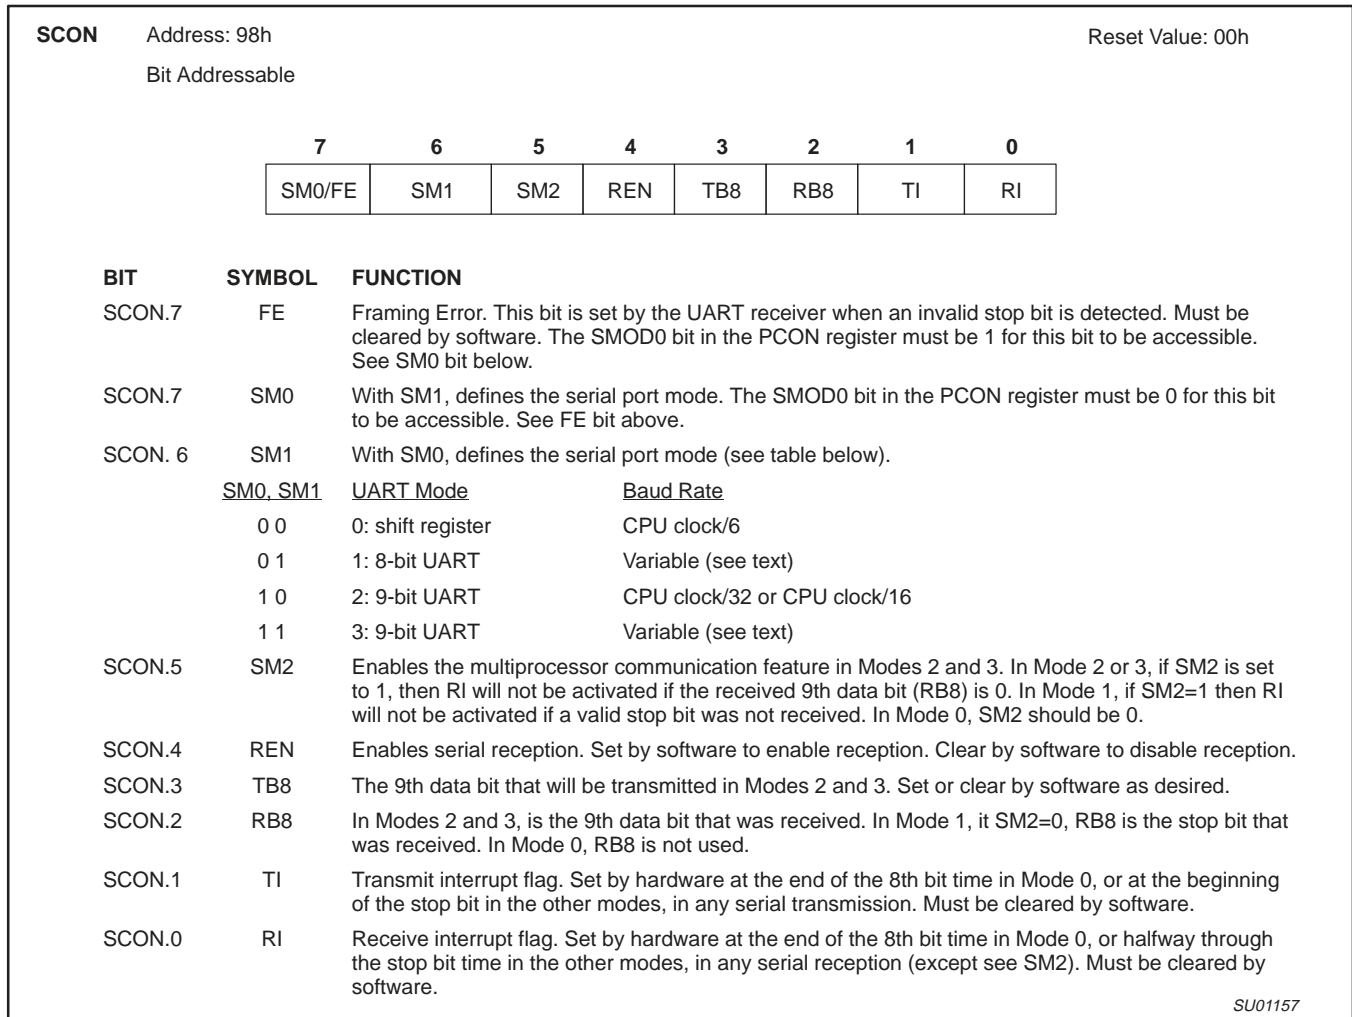 SCON Address: 98h Reset Value: 00h
Bit Addressable
7 6 5 4 3 2 1 0
SM0/FE SM1 SM2 REN TB8 RB8 TI RI
BIT SYMBOL FUNCTION
SCON.7 FE Framing Error. This bit is set by the UART receiver when an invalid stop bit is detected. Must be
cleared by software. The SMOD0 bit in the PCON register must be 1 for this bit to be accessible.
See SM0 bit below.
SCON.7 SM0 With SM1, defines the serial port mode. The SMOD0 bit in the PCON register must be 0 for this bit
to be accessible. See FE bit above.
SCON. 6 SM1 With SM0, defines the serial port mode (see table below).
SM0, SM1 UART Mode Baud Rate
0 0 0: shift register CPU clock/6
0 1 1: 8-bit UART Variable (see text)
1 0 2: 9-bit UART CPU clock/32 or CPU clock/16
1 1 3: 9-bit UART Variable (see text)
SCON.5 SM2 Enables the multiprocessor communication feature in Modes 2 and 3. In Mode 2 or 3, if SM2 is set
to 1, then RI will not be activated if the received 9th data bit (RB8) is 0. In Mode 1, if SM2=1 then RI
will not be activated if a valid stop bit was not received. In Mode 0, SM2 should be 0.
SCON.4 REN Enables serial reception. Set by software to enable reception. Clear by software to disable reception.
SCON.3 TB8 The 9th data bit that will be transmitted in Modes 2 and 3. Set or clear by software as desired.
SCON.2 RB8 In Modes 2 and 3, is the 9th data bit that was received. In Mode 1, it SM2=0, RB8 is the stop bit that
was received. In Mode 0, RB8 is not used.
SCON.1 TI Transmit interrupt flag. Set by hardware at the end of the 8th bit time in Mode 0, or at the beginning
of the stop bit in the other modes, in any serial transmission. Must be cleared by software.
SCON.0 RI Receive interrupt flag. Set by hardware at the end of the 8th bit time in Mode 0, or halfway through
the stop bit time in the other modes, in any serial reception (except see SM2). Must be cleared by
software.
SU01157